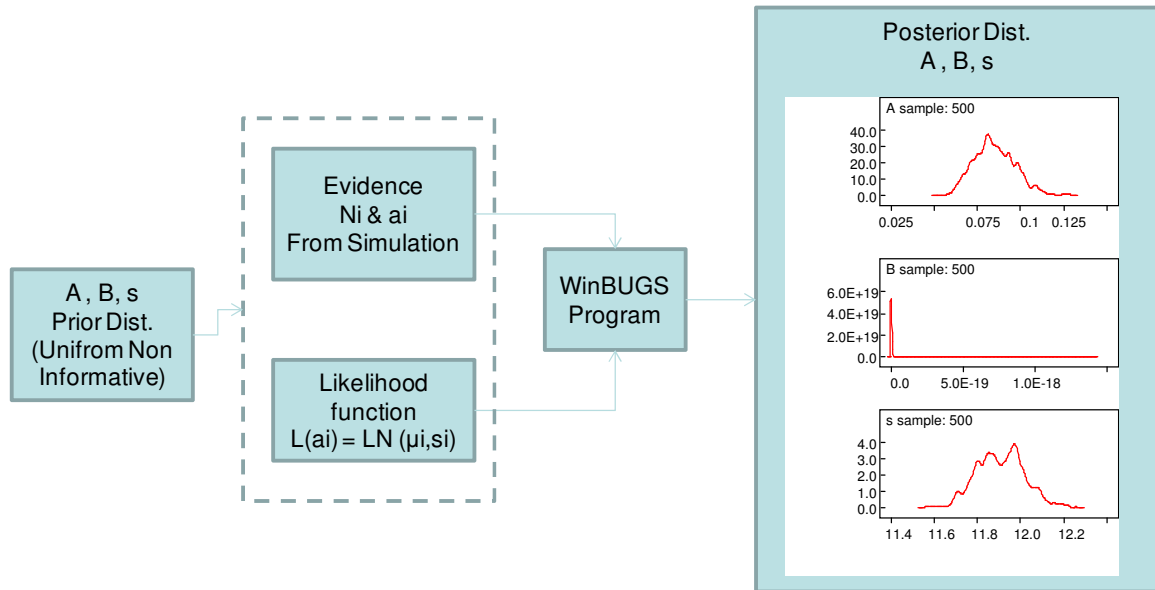 A , B, s
Prior Dist.
(Unifrom Non
Informative)
Evidence
Ni & ai
From Simulation
Likelihood
function
L(ai) = LN (µi,si)
WinBUGS
Program
Posterior Dist.
A , B, s
A sample: 500
40.0
30.0
20.0
10.0
0.0
0.025 0.075 0.1 0.125
B sample: 500
6.0E+19
4.0E+19
2.0E+19
0.0
0.0 5.0E-19 1.0E-18
s sample: 500
4.0
3.0
2.0
1.0
0.0
11.4 11.6 11.8 12.0 12.2